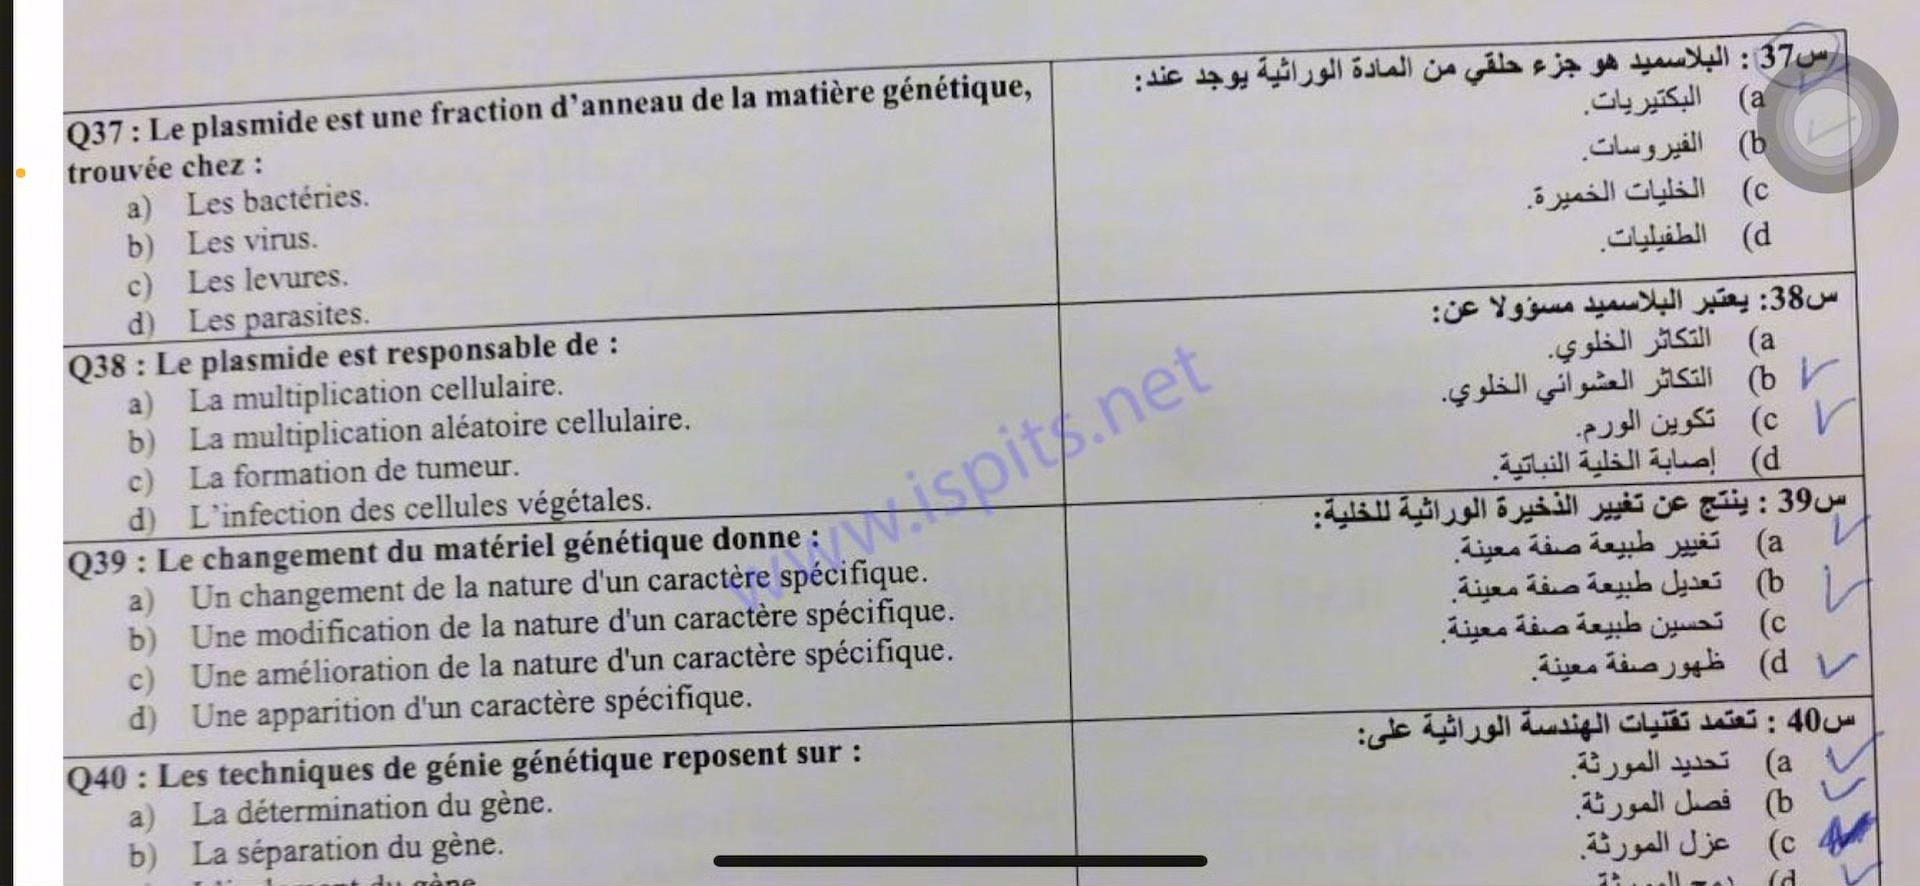 Q37 : Le plasmide est une fraction d’anneau de la matière génétique,
trouvée chez :
a) Les bactéries.
b) Les virus.
c) Les levures.
d) Les parasites.
س37 : البلاسميد هو جزء حلقي من المادة الوراثية يوجد عند:
a) البكتيريات.
b) الفيروسات.
c) الخليات الخميرة.
d) الطفيليات.
Q38 : Le plasmide est responsable de :
a) La multiplication cellulaire.
b) La multiplication aléatoire cellulaire.
c) La formation de tumeur.
d) L'infection des cellules végétales.
س38: يعتبر البلاسميد مسؤولا عن:
a) التكاثر الخلوي.
b) التكاثر العشوائي الخلوي.
c) تكوين الورم.
d) إصابة الخلية النباتية.
Q39 : Le changement du matériel génétique donne :
a) Un changement de la nature d'un caractère spécifique.
b) Une modification de la nature d'un caractère spécifique.
c) Une amélioration de la nature d'un caractère spécifique.
d) Une apparition d'un caractère spécifique.
س39 : ينتج عن تغيير الذخيرة الوراثية للخلية:
a) تغيير طبيعة صفة معينة.
b) تعديل طبيعة صفة معينة.
c) تحسين طبيعة صفة معينة.
d) ظهور صفة معينة.
Q40 : Les techniques de génie génétique reposent sur :
a) La détermination du gène.
b) La séparation du gène.
du gène
س40 : تعتمد تقنيات الهندسة الوراثية على:
a) تحديد المورثة.
b) فصل المورثة.
c) عزل المورثة.
d)
www.ispits.net